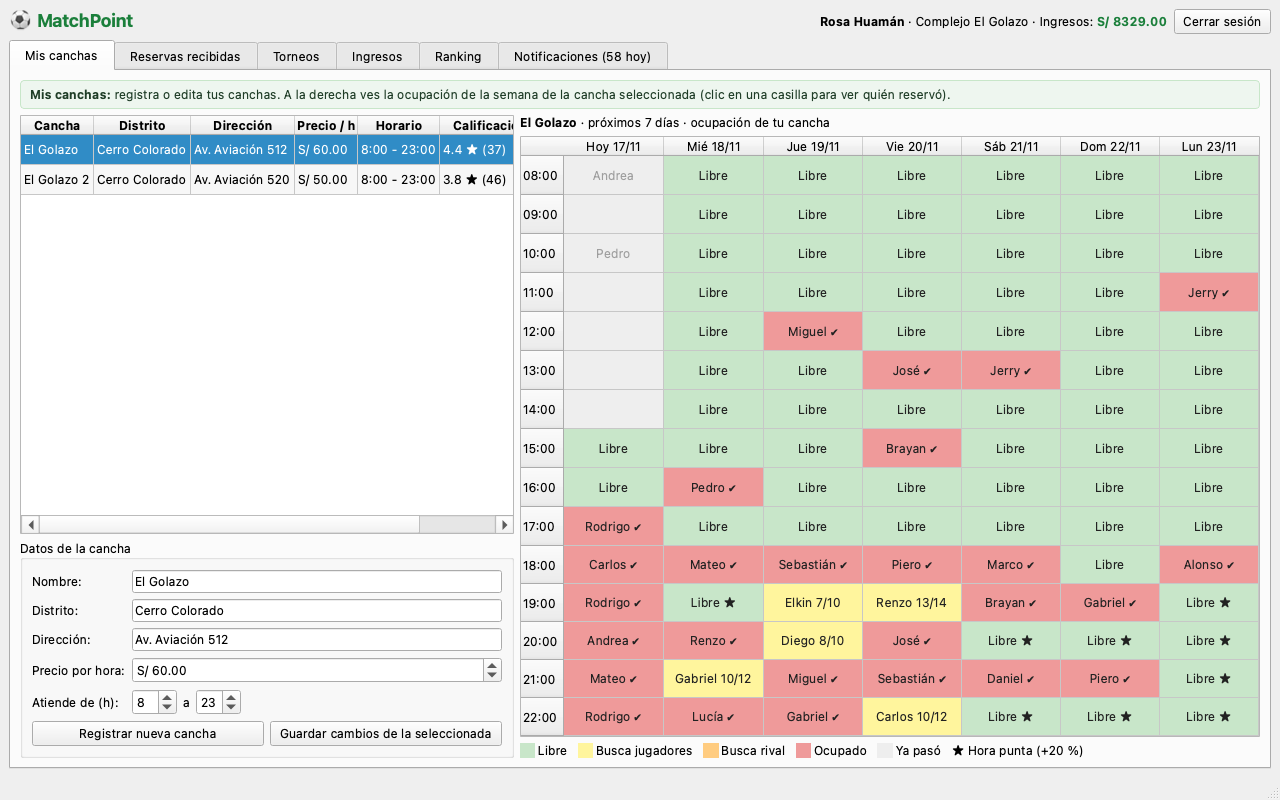 MatchPoint
Rosa Huamán · Complejo El Golazo · Ingresos: S/ 8329.00 Cerrar sesión
Mis canchas Reservas recibidas Torneos Ingresos Ranking Notificaciones (58 hoy)
Mis canchas: registra o edita tus canchas. A la derecha ves la ocupación de la semana de la cancha seleccionada (clic en una casilla para ver quién reservó).
Cancha Distrito Dirección Precio / h Horario Calificaci
El Golazo Cerro Colorado Av. Aviación 512 S/ 60.00 8:00 - 23:00 4.4 ★ (37)
El Golazo 2 Cerro Colorado Av. Aviación 520 S/ 50.00 8:00 - 23:00 3.8 ★ (46)
Datos de la cancha
Nombre: El Golazo
Distrito: Cerro Colorado
Dirección: Av. Aviación 512
Precio por hora: S/ 60.00
Atiende de (h): 8 a 23
Registrar nueva cancha Guardar cambios de la seleccionada
El Golazo · próximos 7 días · ocupación de tu cancha
Hoy 17/11 Mié 18/11 Jue 19/11 Vie 20/11 Sáb 21/11 Dom 22/11 Lun 23/11
08:00 Andrea Libre Libre Libre Libre Libre Libre
09:00 Libre Libre Libre Libre Libre Libre
10:00 Pedro Libre Libre Libre Libre Libre Libre
11:00 Libre Libre Libre Libre Libre Jerry ✔
12:00 Libre Miguel ✔ Libre Libre Libre Libre
13:00 Libre Libre José ✔ Jerry ✔ Libre Libre
14:00 Libre Libre Libre Libre Libre Libre
15:00 Libre Libre Libre Brayan ✔ Libre Libre Libre
16:00 Libre Pedro ✔ Libre Libre Libre Libre Libre
17:00 Rodrigo ✔ Libre Libre Libre Libre Libre Libre
18:00 Carlos ✔ Mateo ✔ Sebastián ✔ Piero ✔ Marco ✔ Libre Alonso ✔
19:00 Rodrigo ✔ Libre ★ Elkin 7/10 Renzo 13/14 Brayan ✔ Gabriel ✔ Libre ★
20:00 Andrea ✔ Renzo ✔ Diego 8/10 José ✔ Libre ★ Libre ★ Libre ★
21:00 Mateo ✔ Gabriel 10/12 Miguel ✔ Sebastián ✔ Daniel ✔ Piero ✔ Libre ★
22:00 Rodrigo ✔ Lucía ✔ Gabriel ✔ Carlos 10/12 Libre ★ Libre ★ Libre ★
Libre Busca jugadores Busca rival Ocupado Ya pasó ★ Hora punta (+20 %)